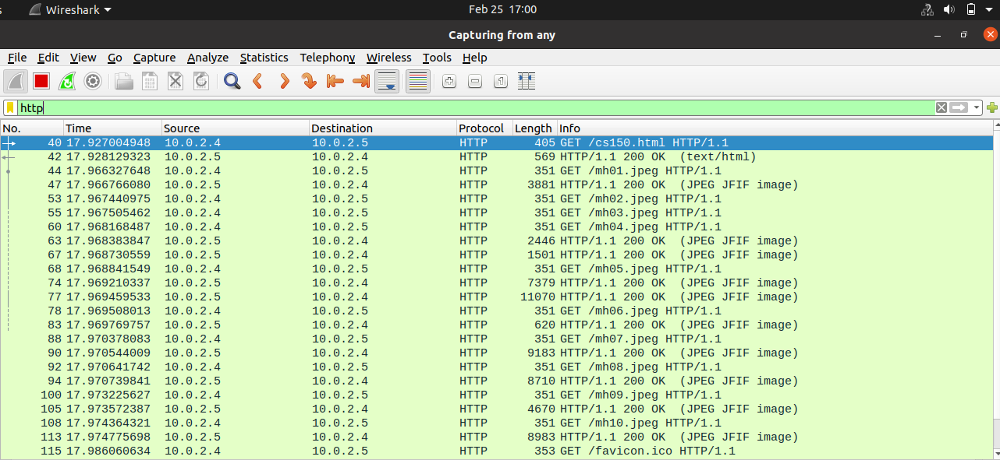 Wireshark Feb 25 17:00
Capturing from any
File Edit View Go Capture Analyze Statistics Telephony Wireless Tools Help
http
No. Time Source Destination Protocol Length Info
40 17.927004948 10.0.2.4 10.0.2.5 HTTP 405 GET /cs150.html HTTP/1.1
42 17.928129323 10.0.2.5 10.0.2.4 HTTP 569 HTTP/1.1 200 OK (text/html)
44 17.966327648 10.0.2.4 10.0.2.5 HTTP 351 GET /mh01.jpeg HTTP/1.1
47 17.966766080 10.0.2.5 10.0.2.4 HTTP 3881 HTTP/1.1 200 OK (JPEG JFIF image)
53 17.967440975 10.0.2.4 10.0.2.5 HTTP 351 GET /mh02.jpeg HTTP/1.1
55 17.967505462 10.0.2.4 10.0.2.5 HTTP 351 GET /mh03.jpeg HTTP/1.1
60 17.968168487 10.0.2.4 10.0.2.5 HTTP 351 GET /mh04.jpeg HTTP/1.1
63 17.968383847 10.0.2.5 10.0.2.4 HTTP 2446 HTTP/1.1 200 OK (JPEG JFIF image)
67 17.968730559 10.0.2.5 10.0.2.4 HTTP 1501 HTTP/1.1 200 OK (JPEG JFIF image)
68 17.968841549 10.0.2.4 10.0.2.5 HTTP 351 GET /mh05.jpeg HTTP/1.1
74 17.969210337 10.0.2.5 10.0.2.4 HTTP 7379 HTTP/1.1 200 OK (JPEG JFIF image)
77 17.969459533 10.0.2.5 10.0.2.4 HTTP 11070 HTTP/1.1 200 OK (JPEG JFIF image)
78 17.969508013 10.0.2.4 10.0.2.5 HTTP 351 GET /mh06.jpeg HTTP/1.1
83 17.969769757 10.0.2.5 10.0.2.4 HTTP 620 HTTP/1.1 200 OK (JPEG JFIF image)
88 17.970378083 10.0.2.4 10.0.2.5 HTTP 351 GET /mh07.jpeg HTTP/1.1
90 17.970544009 10.0.2.5 10.0.2.4 HTTP 9183 HTTP/1.1 200 OK (JPEG JFIF image)
92 17.970641742 10.0.2.4 10.0.2.5 HTTP 351 GET /mh08.jpeg HTTP/1.1
94 17.970739841 10.0.2.5 10.0.2.4 HTTP 8710 HTTP/1.1 200 OK (JPEG JFIF image)
100 17.973225627 10.0.2.4 10.0.2.5 HTTP 351 GET /mh09.jpeg HTTP/1.1
105 17.973572387 10.0.2.5 10.0.2.4 HTTP 4670 HTTP/1.1 200 OK (JPEG JFIF image)
108 17.974364321 10.0.2.4 10.0.2.5 HTTP 351 GET /mh10.jpeg HTTP/1.1
113 17.974775698 10.0.2.5 10.0.2.4 HTTP 8983 HTTP/1.1 200 OK (JPEG JFIF image)
115 17.986060634 10.0.2.4 10.0.2.5 HTTP 353 GET /favicon.ico HTTP/1.1